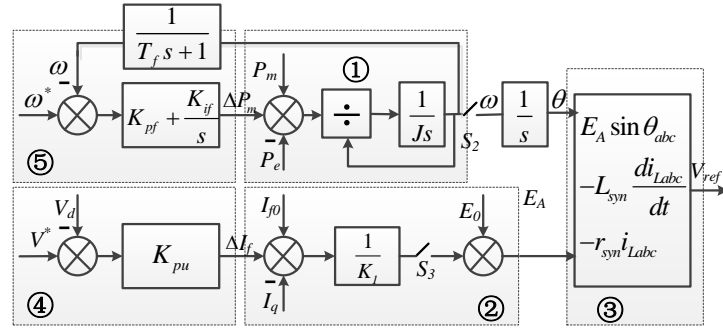 1 / (T_f s + 1)
ω
ω*
K_pf + K_if / s
ΔP_m
⑤
P_m
①
÷
1 / Js
P_e
S_2
ω
1 / s
θ
E_A sin θ_abc
−L_syn di_Labc / dt
−r_syn i_Labc
V_ref
③
V_d
V*
K_pu
ΔI_f
④
I_f0
1 / K_1
S_3
I_q
E_0
E_A
②